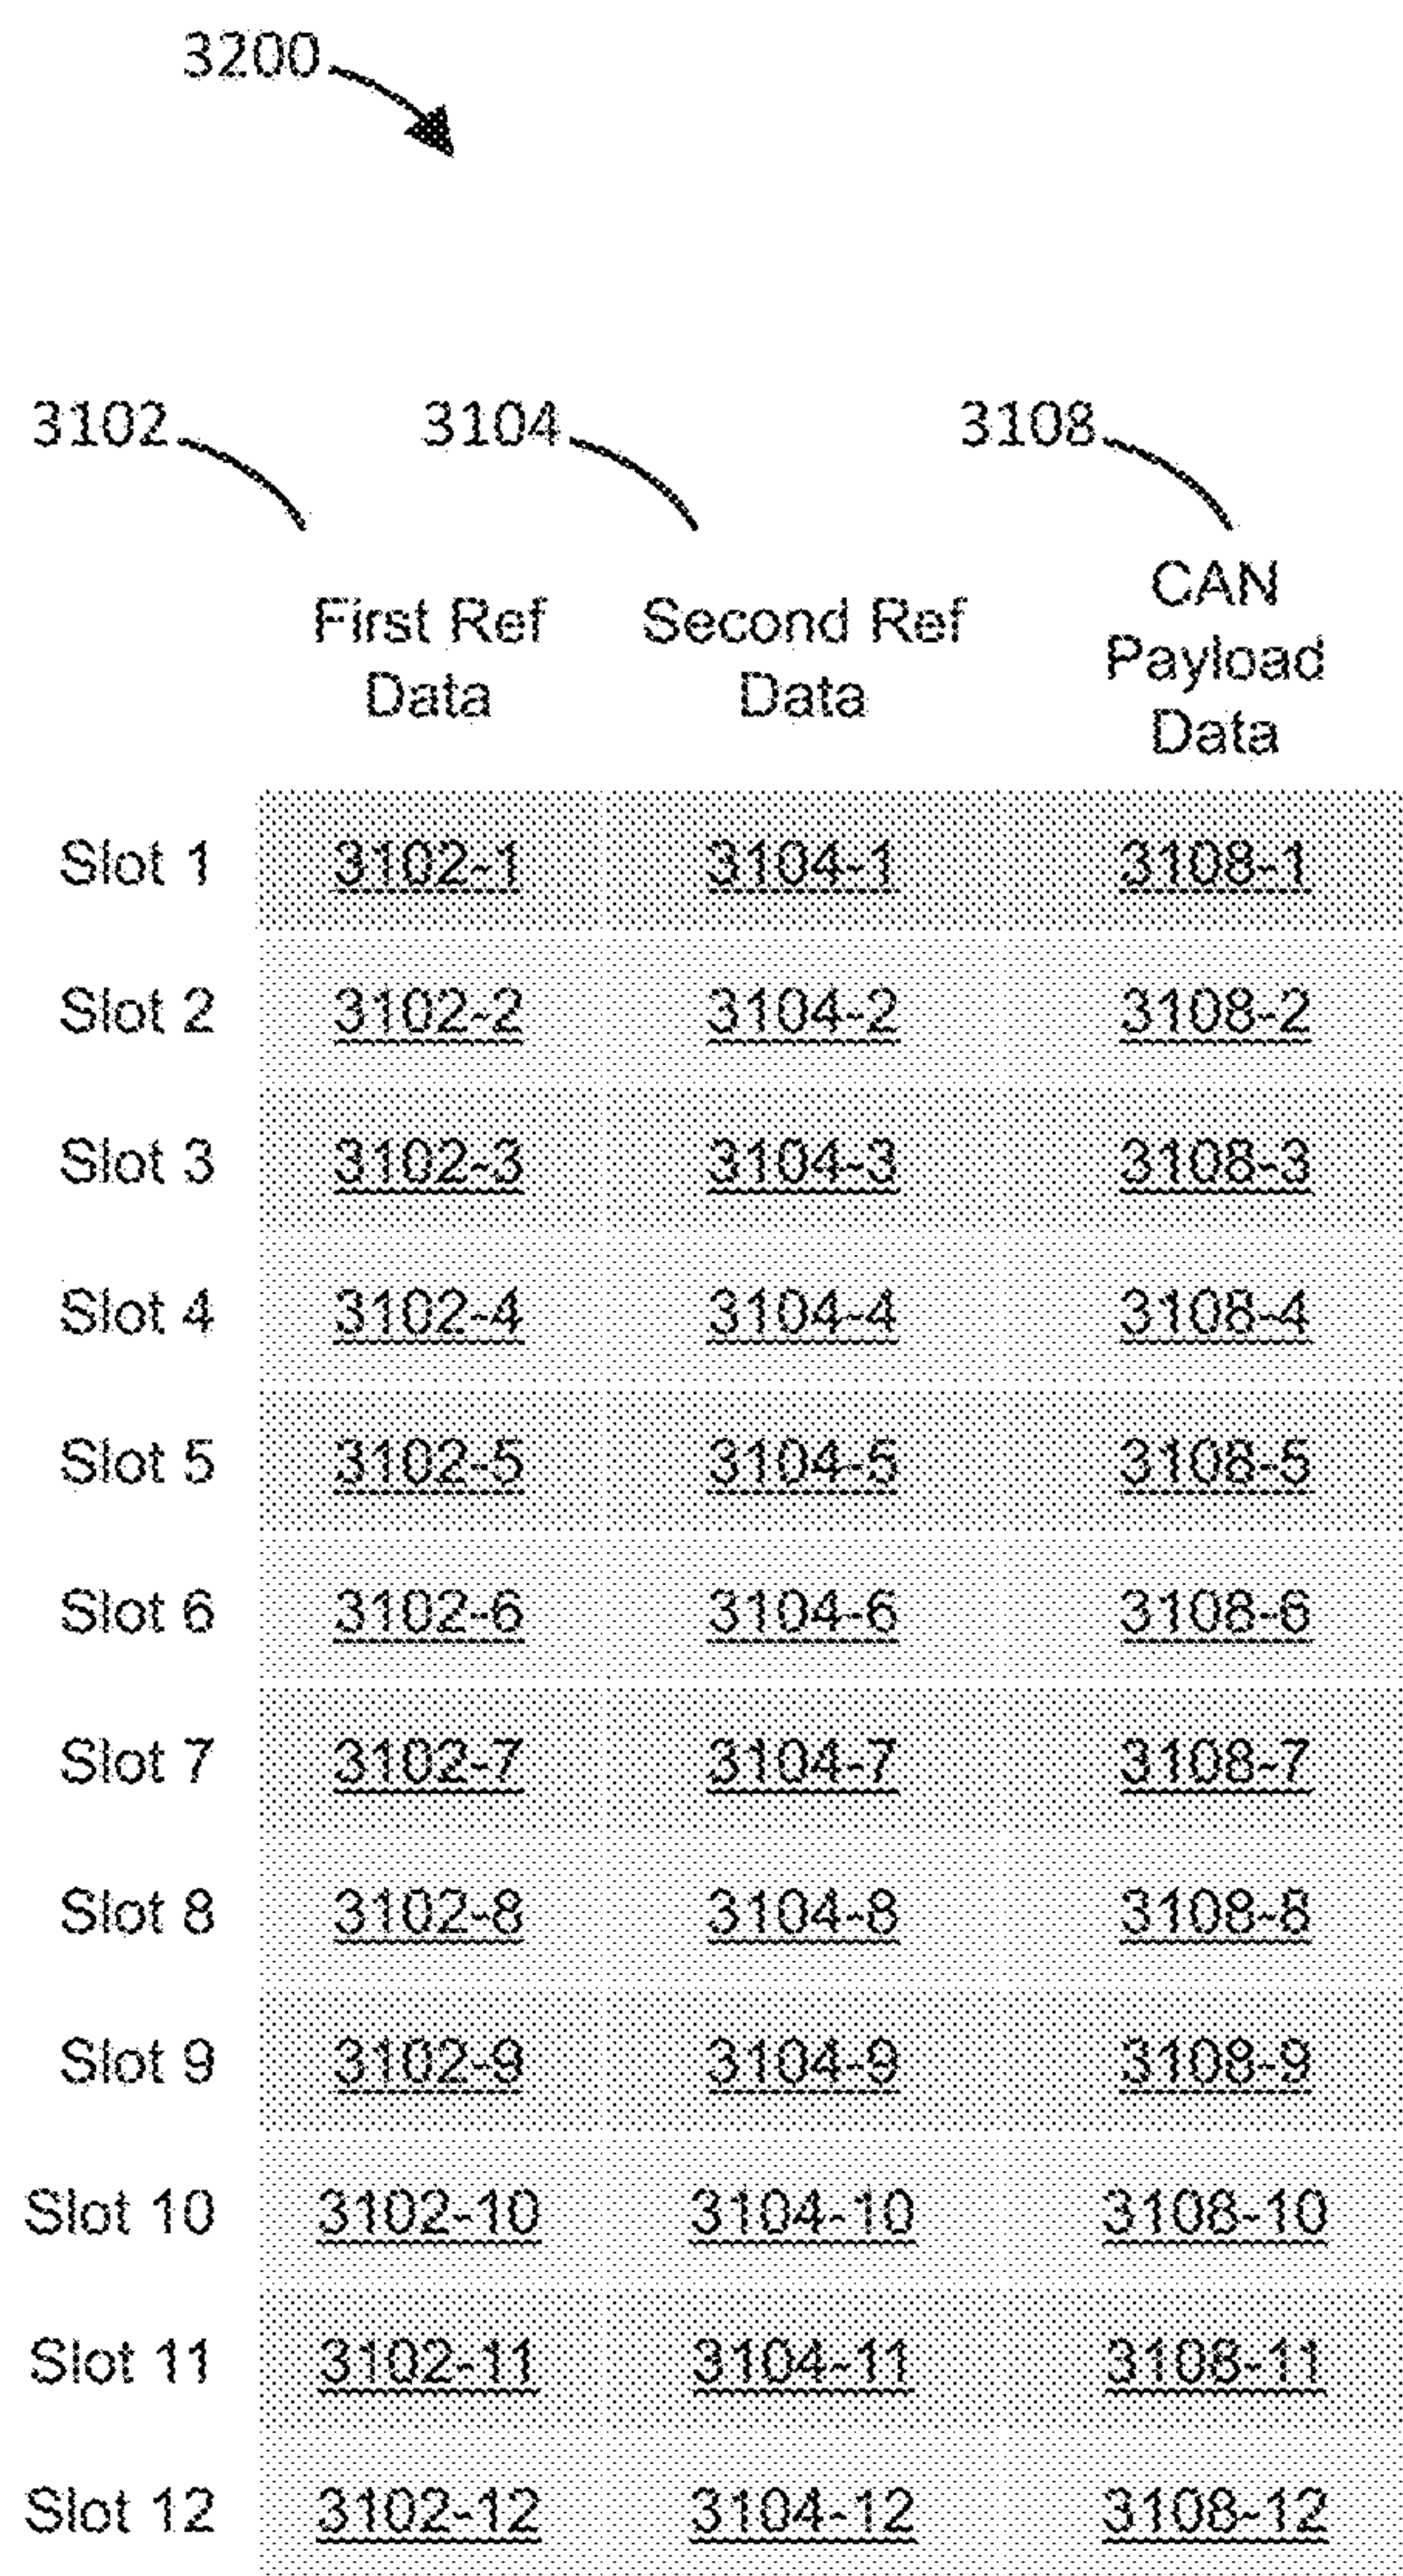 3200
3102 3104 3108
First Ref Data Second Ref Data CAN Payload Data
Slot 1 3102-1 3104-1 3108-1
Slot 2 3102-2 3104-2 3108-2
Slot 3 3102-3 3104-3 3108-3
Slot 4 3102-4 3104-4 3108-4
Slot 5 3102-5 3104-5 3108-5
Slot 6 3102-6 3104-6 3108-6
Slot 7 3102-7 3104-7 3108-7
Slot 8 3102-8 3104-8 3108-8
Slot 9 3102-9 3104-9 3108-9
Slot 10 3102-10 3104-10 3108-10
Slot 11 3102-11 3104-11 3108-11
Slot 12 3102-12 3104-12 3108-12